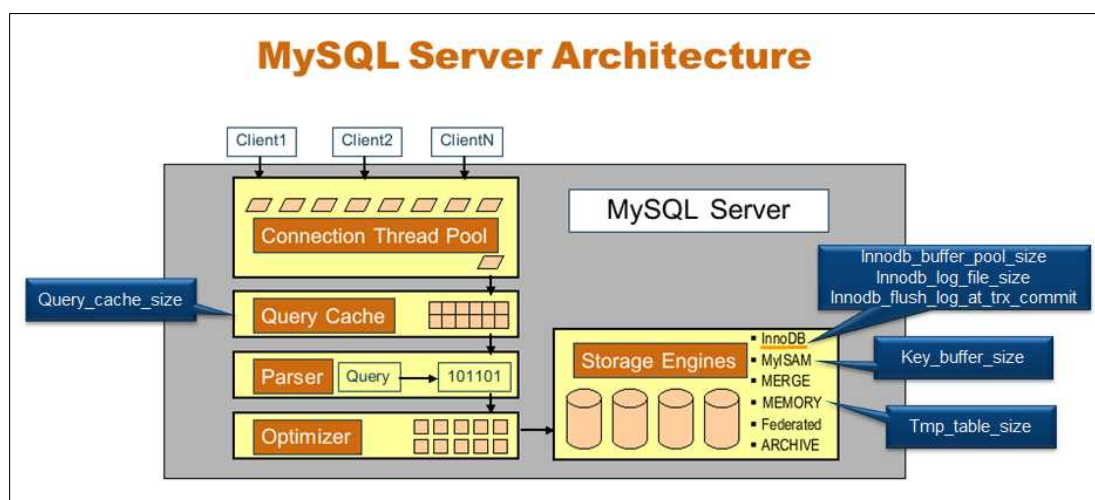 MySQL Server Architecture
Client1
Client2
ClientN
MySQL Server
Connection Thread Pool
Innodb_buffer_pool_size
Innodb_log_file_size
Innodb_flush_log_at_trx_commit
Query_cache_size
Query Cache
Storage Engines
▪ InnoDB
▪ MyISAM
▪ MERGE
▪ MEMORY
▪ Federated
▪ ARCHIVE
Key_buffer_size
Parser
Query
101101
Tmp_table_size
Optimizer